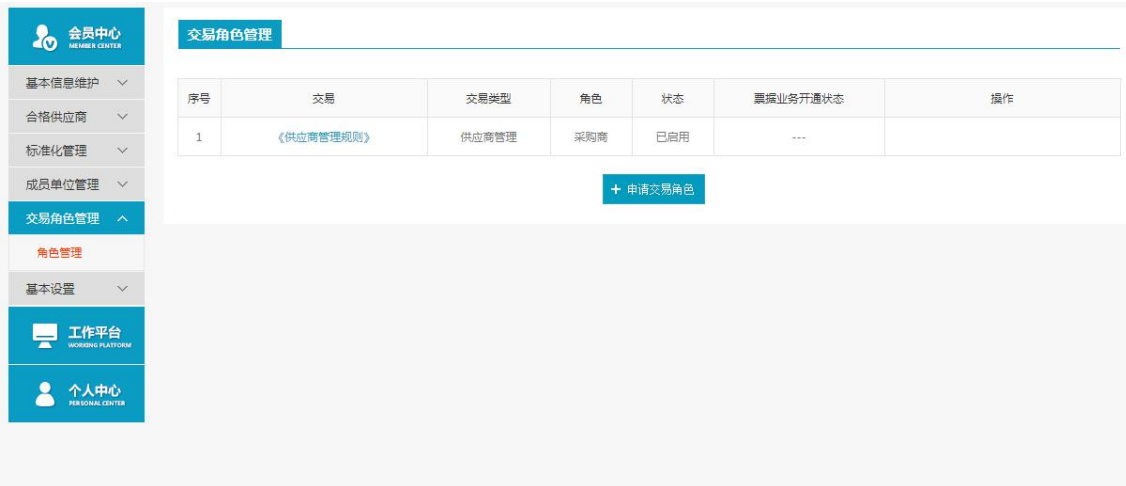 会员中心
MEMBER CENTER
基本信息维护
合格供应商
标准化管理
成员单位管理
交易角色管理
角色管理
基本设置
工作平台
WORKING PLATFORM
个人中心
PERSONAL CENTER
交易角色管理
序号 交易 交易类型 角色 状态 票据业务开通状态 操作
1 《供应商管理规则》 供应商管理 采购商 已启用 ---
+ 申请交易角色